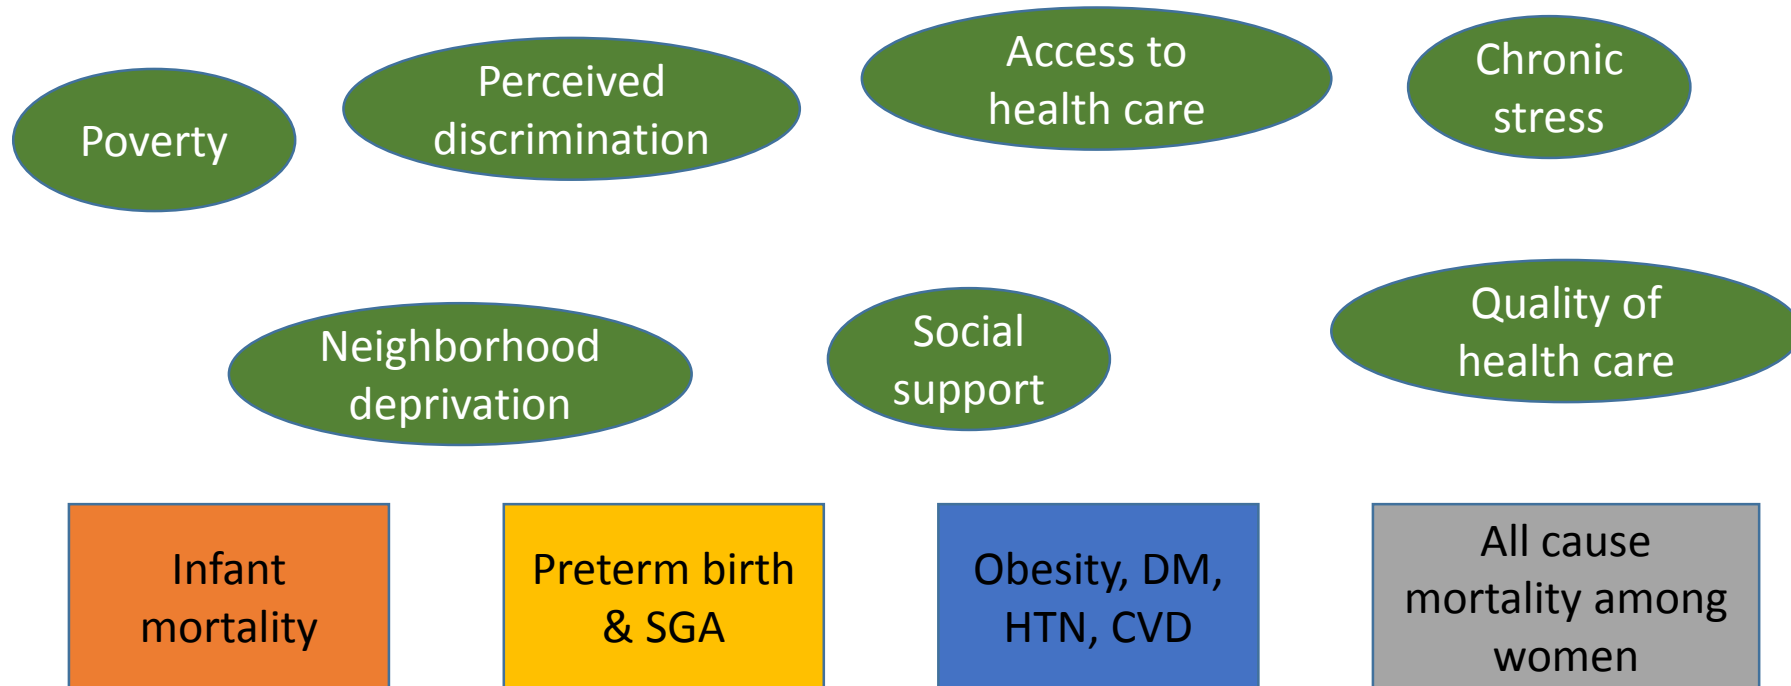 Poverty
Perceived
discrimination
Access to
health care
Chronic
stress
Neighborhood
deprivation
Social
support
Quality of
health care
Infant
mortality
Preterm birth
& SGA
Obesity, DM,
HTN, CVD
All cause
mortality among
women